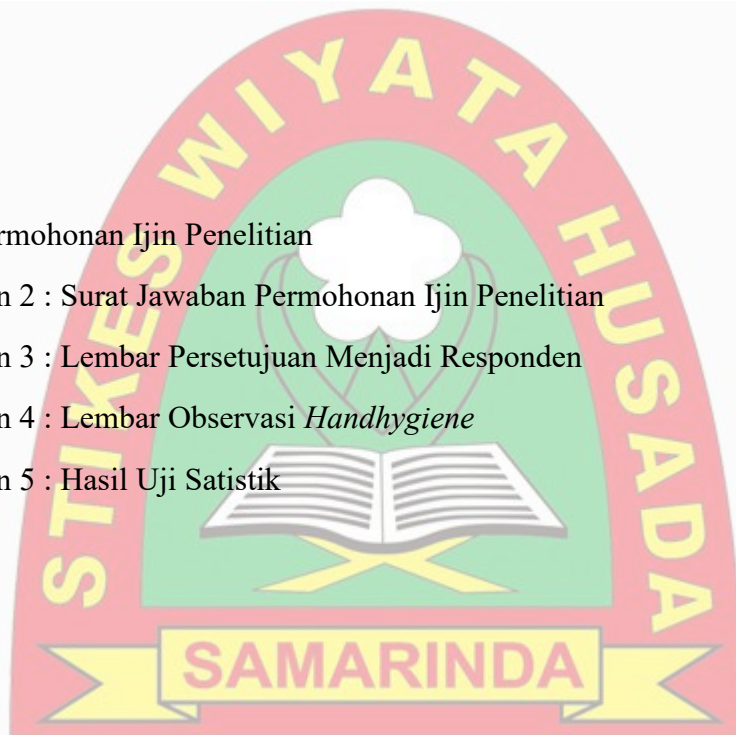 STIKES WIYATA HUSADA
rmohonan Ijin Penelitian
n 2 : Surat Jawaban Permohonan Ijin Penelitian
n 3 : Lembar Persetujuan Menjadi Responden
n 4 : Lembar Observasi Handhygiene
n 5 : Hasil Uji Satistik
SAMARINDA